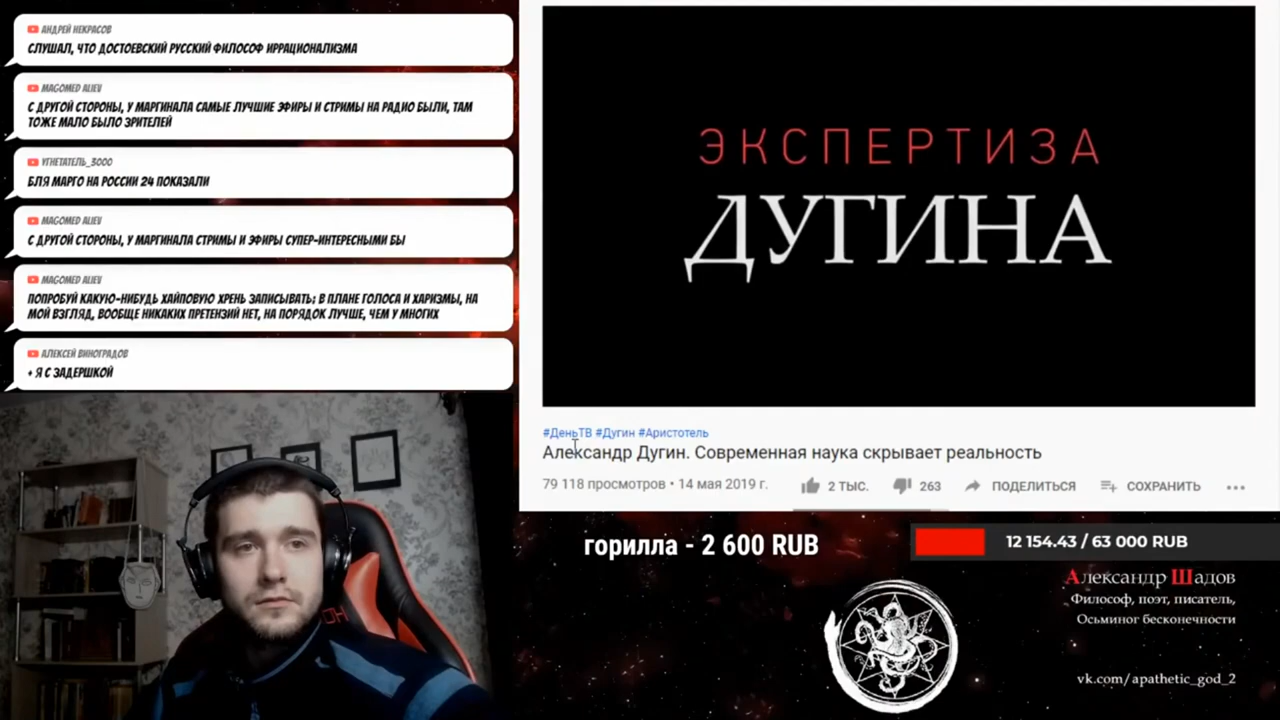 АНДРЕЙ НЕКРАСОВ
СЛУШАЛ, ЧТО ДОСТОЕВСКИЙ РУССКИЙ ФИЛОСОФ ИРРАЦИОНАЛИЗМА
MAGOMED ALIEV
С ДРУГОЙ СТОРОНЫ, У МАРГИНАЛА САМЫЕ ЛУЧШИЕ ЭФИРЫ И СТРИМЫ НА РАДИО БЫЛИ, ТАМ
ТОЖЕ МАЛО БЫЛО ЗРИТЕЛЕЙ
УГНЕТАТЕЛЬ_3000
БЛЯ МАРГО НА РОССИИ 24 ПОКАЗАЛИ
MAGOMED ALIEV
С ДРУГОЙ СТОРОНЫ, У МАРГИНАЛА СТРИМЫ И ЭФИРЫ СУПЕР-ИНТЕРЕСНЫМИ БЫ
MAGOMED ALIEV
ПОПРОБУЙ КАКУЮ-НИБУДЬ ХАЙПОВУЮ ХРЕНЬ ЗАПИСЫВАТЬ; В ПЛАНЕ ГОЛОСА И ХАРИЗМЫ, НА
МОЙ ВЗГЛЯД, ВООБЩЕ НИКАКИХ ПРЕТЕНЗИЙ НЕТ, НА ПОРЯДОК ЛУЧШЕ, ЧЕМ У МНОГИХ
АЛЕКСЕЙ ВИНОГРАДОВ
+ Я С ЗАДЕРШКОЙ
ЭКСПЕРТИЗА
ДУГИНА
#ДеньТВ #Дугин #Аристотель
Александр Дугин. Современная наука скрывает реальность
79 118 просмотров • 14 мая 2019 г.
2 ТЫС.
263
ПОДЕЛИТЬСЯ
СОХРАНИТЬ
горилла - 2 600 RUB
12 154.43 / 63 000 RUB
Александр Шадов
Философ, поэт, писатель,
Осьминог бесконечности
vk.com/apathetic_god_2